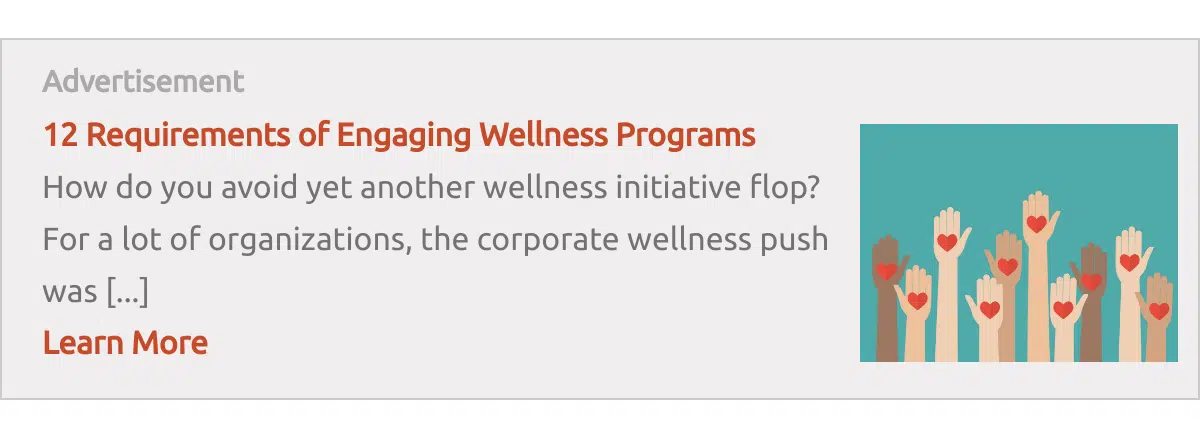 Advertisement
12 Requirements of Engaging Wellness Programs
How do you avoid yet another wellness initiative flop?
For a lot of organizations, the corporate wellness push
was [...]
Learn More